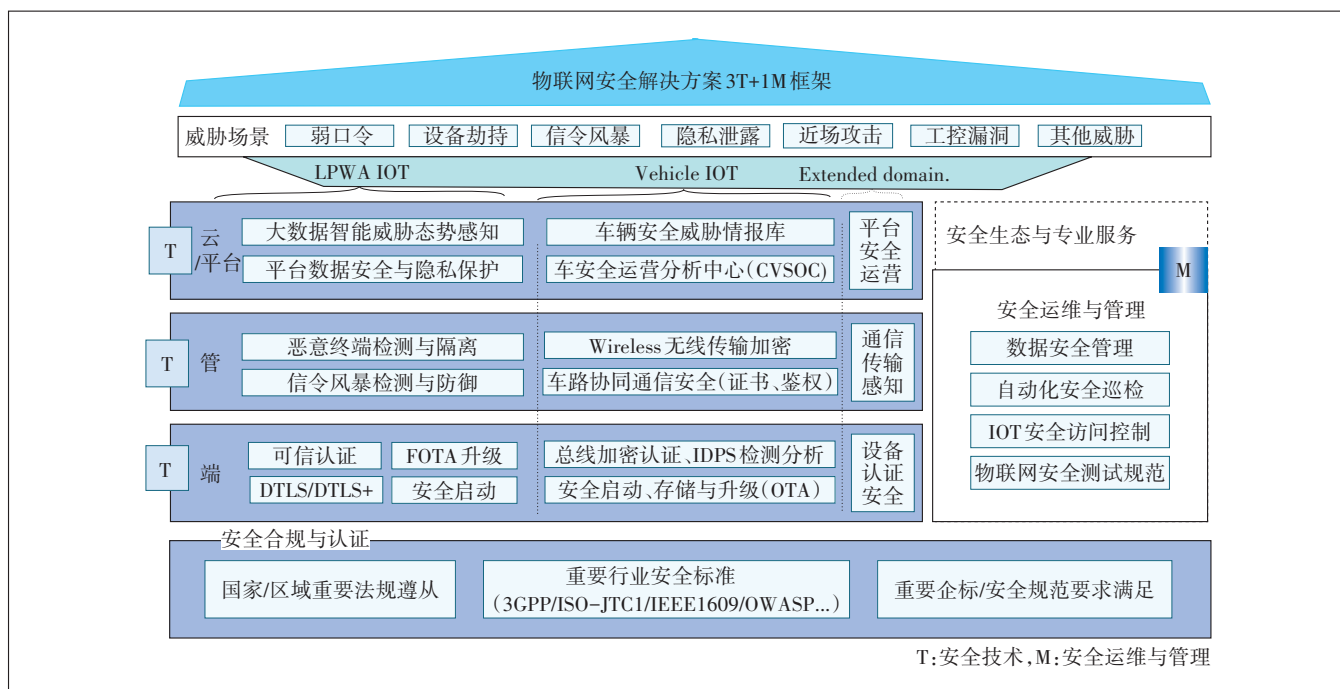 物联网安全解决方案3T+1M框架
威胁场景
弱口令
设备劫持
信令风暴
隐私泄露
近场攻击
工控漏洞
其他威胁
LPWA IOT
Vehicle IOT
Extended domain.
T
云
/平台
大数据智能威胁态势感知
平台数据安全与隐私保护
车辆安全威胁情报库
车安全运营分析中心(CVSOC)
平台
安全
运营
T
管
恶意终端检测与隔离
信令风暴检测与防御
Wireless无线传输加密
车路协同通信安全(证书、鉴权)
通信
传输
感知
T
端
可信认证
FOTA升级
DTLS/DTLS+
安全启动
总线加密认证、IDPS检测分析
安全启动、存储与升级(OTA)
设备
认证
安全
安全生态与专业服务
M
安全运维与管理
数据安全管理
自动化安全巡检
IOT安全访问控制
物联网安全测试规范
安全合规与认证
国家/区域重要法规遵从
重要行业安全标准
(3GPP/ISO-JTC1/IEEE1609/OWASP...)
重要企标/安全规范要求满足
T:安全技术,M:安全运维与管理